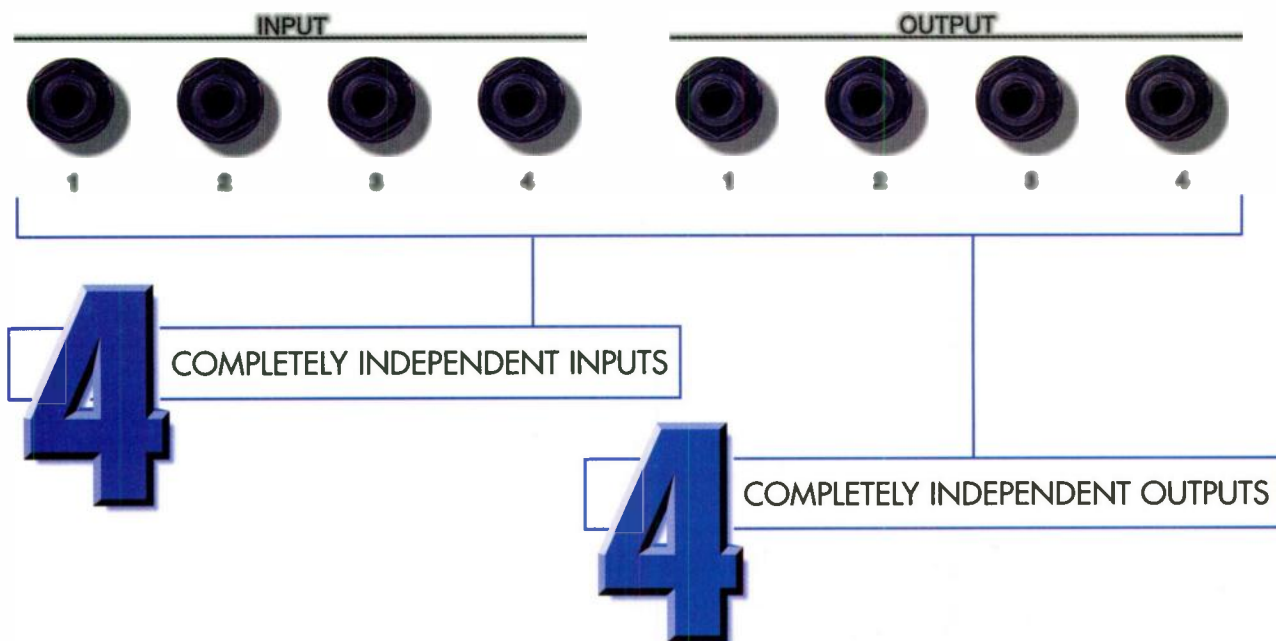 INPUT OUTPUT
1 2 3 4 1 2 3 4
4 COMPLETELY INDEPENDENT INPUTS
4 COMPLETELY INDEPENDENT OUTPUTS